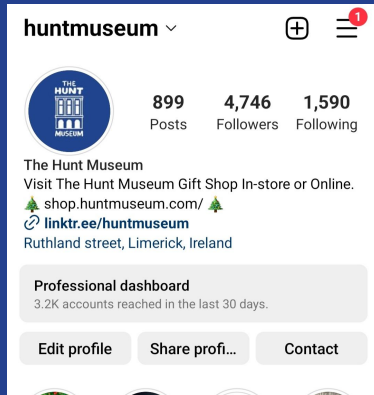 huntmuseum
1
THE
HUNT
MUSEUM
899 4,746 1,590
Posts Followers Following
The Hunt Museum
Visit The Hunt Museum Gift Shop In-store or Online.
🎄 shop.huntmuseum.com/ 🎄
linktr.ee/huntmuseum
Ruthland street, Limerick, Ireland
Professional dashboard
3.2K accounts reached in the last 30 days.
Edit profile Share profi... Contact